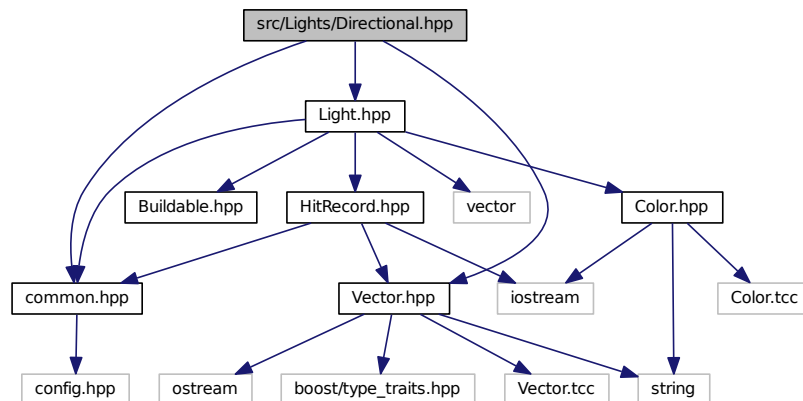 src/Lights/Directional.hpp
Light.hpp
Buildable.hpp
HitRecord.hpp
vector
Color.hpp
common.hpp
Vector.hpp
iostream
Color.tcc
config.hpp
ostream
boost/type_traits.hpp
Vector.tcc
string